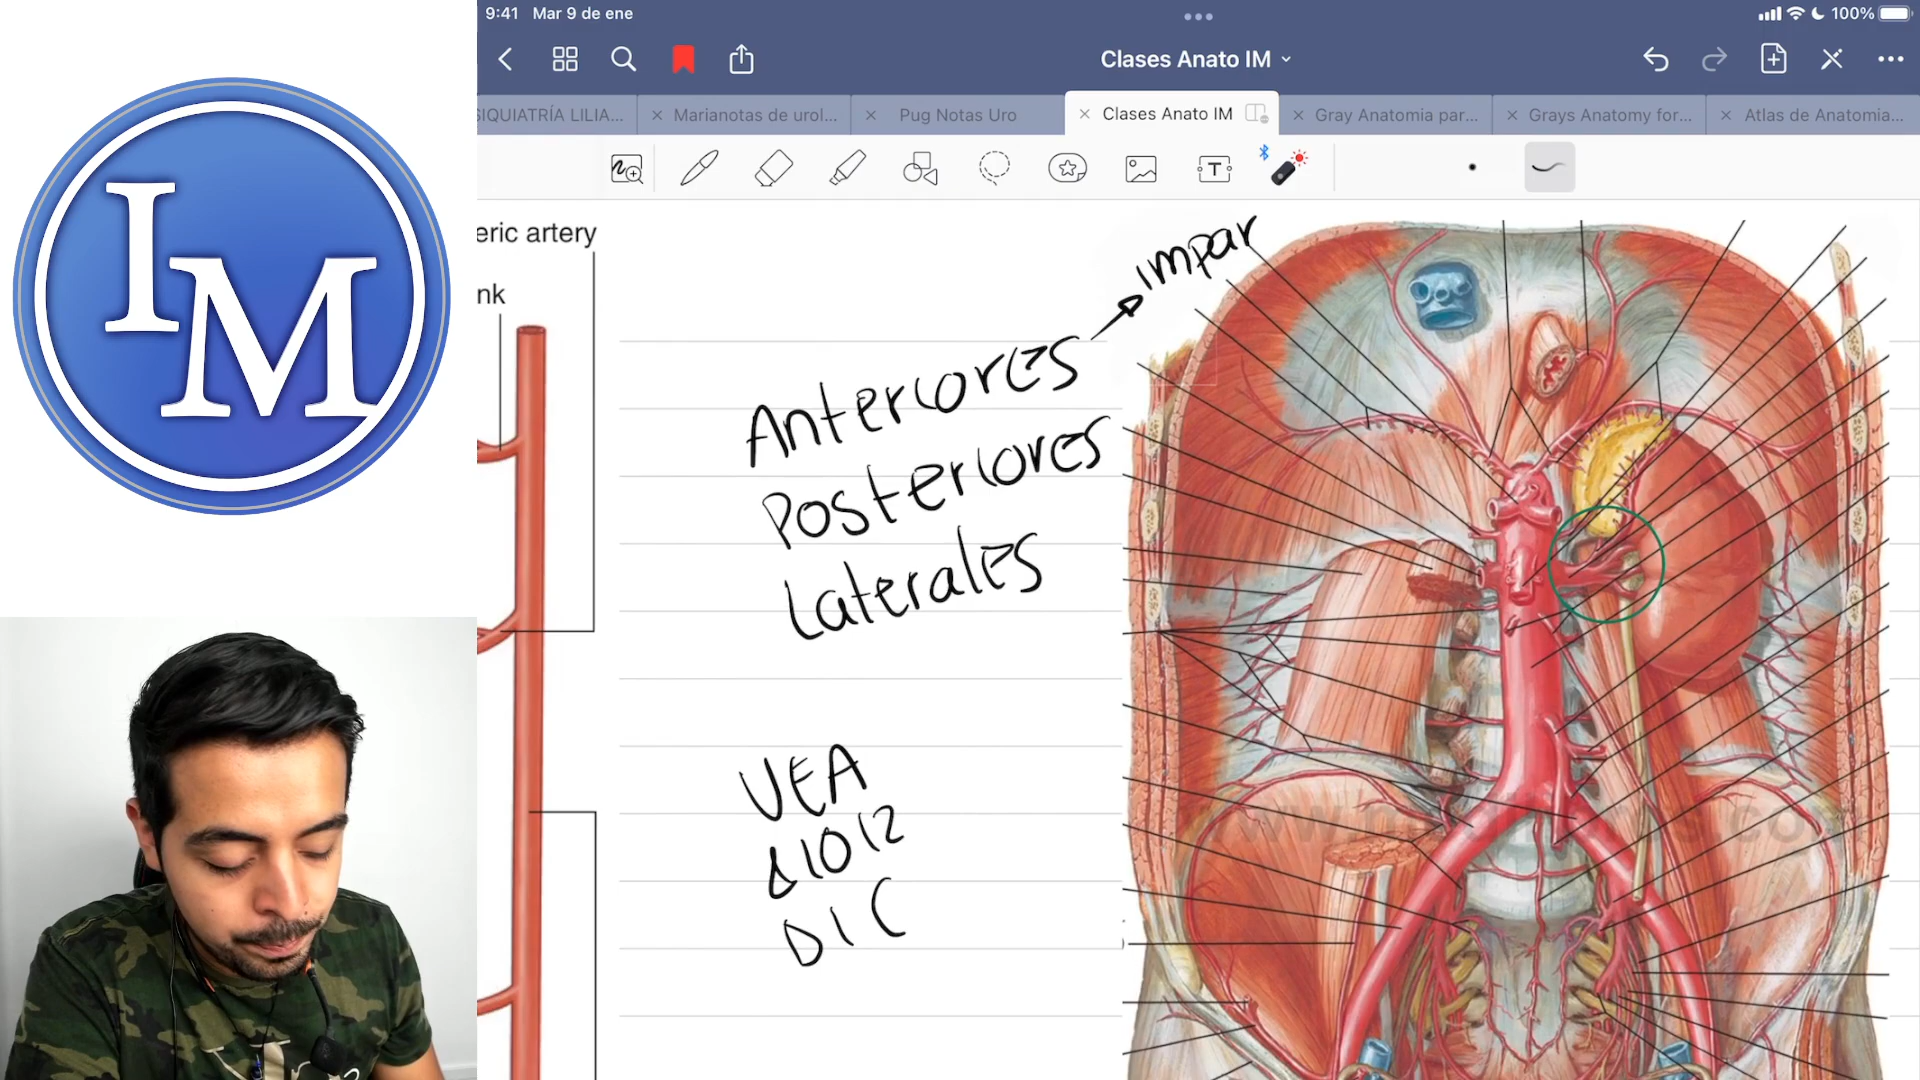 IM
9:41 Mar 9 de ene
100%
Clases Anato IM
SIQUIATRÍA LILIA...
Marianotas de urol...
Pug Notas Uro
Clases Anato IM
Gray Anatomia par...
Grays Anatomy for...
Atlas de Anatomia...
T
eric artery
nk
Impar
Anteriores
Posteriores
Laterales
VEA
1012
DIC